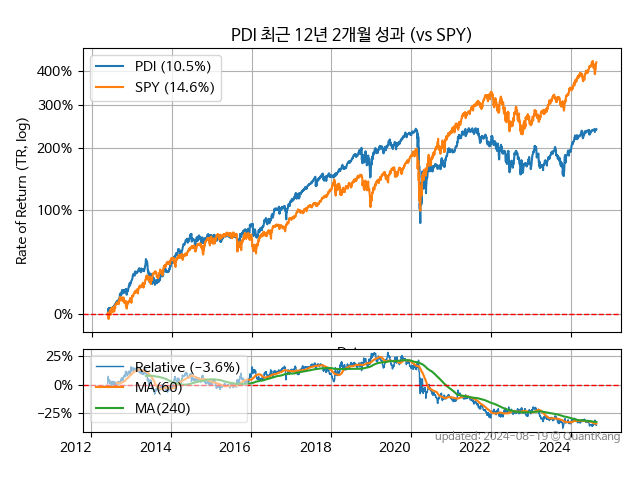 PDI 최근 12년 2개월 성과 (vs SPY)
Rate of Return (TR, log)
400%
300%
200%
100%
0%
PDI (10.5%)
SPY (14.6%)
25%
0%
−25%
Relative (−3.6%)
MA(60)
MA(240)
2012 2014 2016 2018 2020 2022 2024
updated: 2024-08-19 © QuantKang